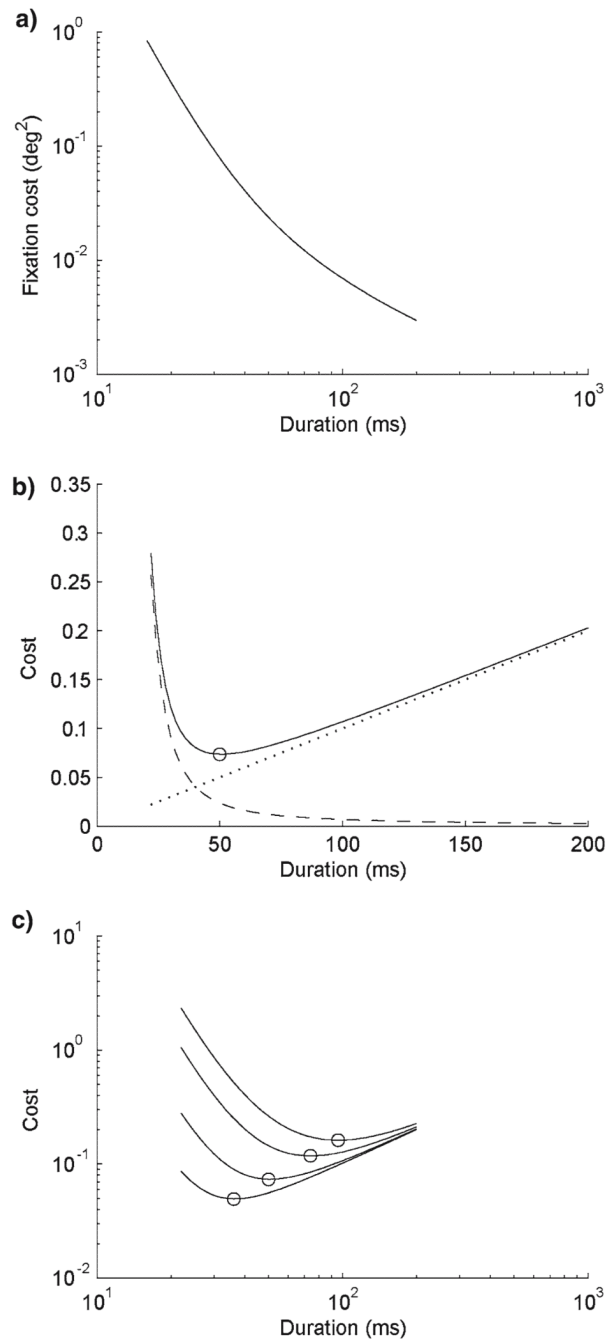 a)
10^0
10^-1
10^-2
10^-3
Fixation cost (deg^2)
10^1 10^2 10^3
Duration (ms)
b)
0.35
0.3
0.25
0.2
0.15
0.1
0.05
0
Cost
0 50 100 150 200
Duration (ms)
c)
10^1
10^0
10^-1
10^-2
Cost
10^1 10^2 10^3
Duration (ms)